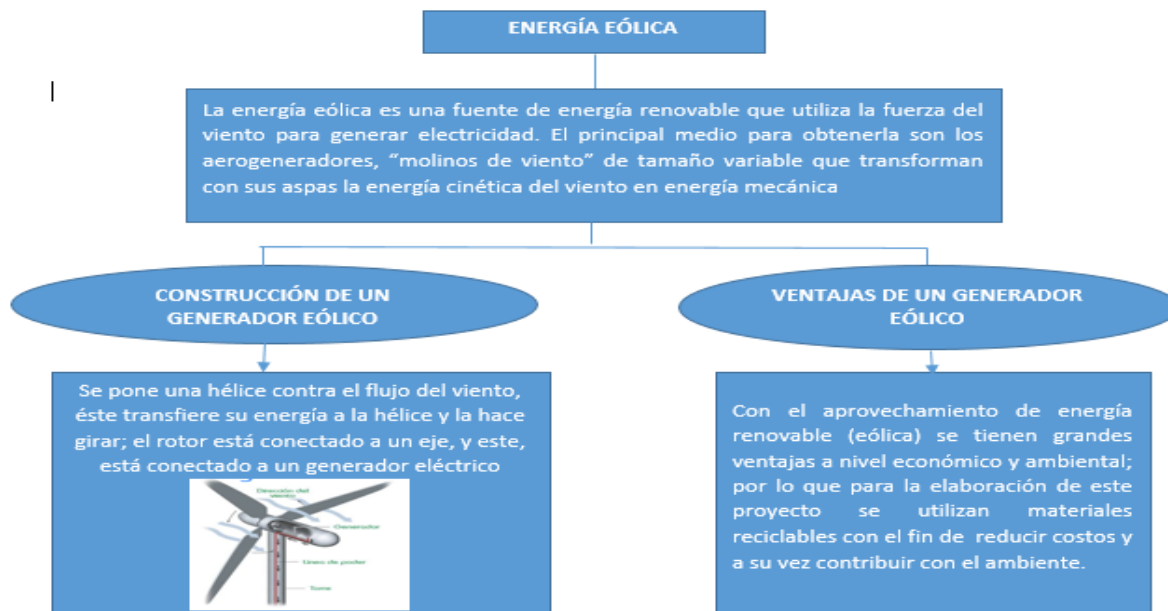 ENERGÍA EÓLICA
La energía eólica es una fuente de energía renovable que utiliza la fuerza del
viento para generar electricidad. El principal medio para obtenerla son los
aerogeneradores, “molinos de viento” de tamaño variable que transforman
con sus aspas la energía cinética del viento en energía mecánica
CONSTRUCCIÓN DE UN
GENERADOR EÓLICO
Se pone una hélice contra el flujo del viento,
éste transfiere su energía a la hélice y la hace
girar; el rotor está conectado a un eje, y este,
está conectado a un generador eléctrico
Dirección del
viento
Generador
Línea de poder
Torre
VENTAJAS DE UN GENERADOR
EÓLICO
Con el aprovechamiento de energía
renovable (eólica) se tienen grandes
ventajas a nivel económico y ambiental;
por lo que para la elaboración de este
proyecto se utilizan materiales
reciclables con el fin de reducir costos y
a su vez contribuir con el ambiente.